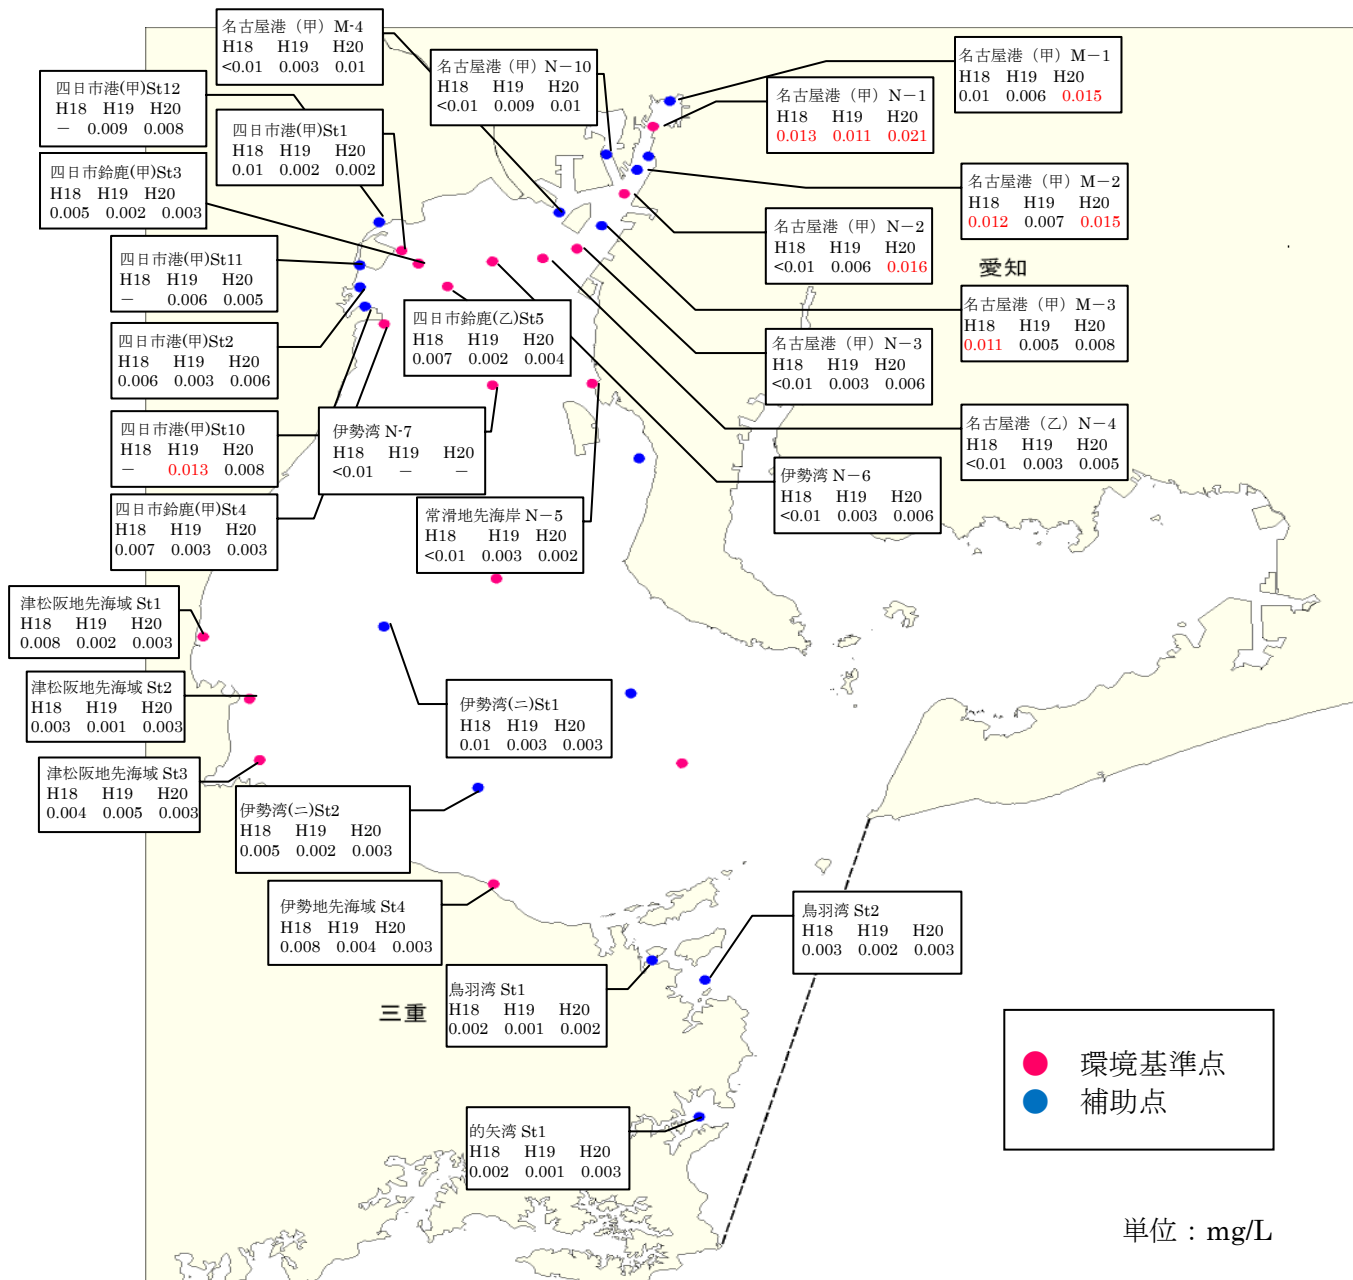 名古屋港（甲）M-4
H18 H19 H20
<0.01 0.003 0.01
名古屋港（甲）N－10
H18 H19 H20
<0.01 0.009 0.01
名古屋港（甲）M－1
H18 H19 H20
0.01 0.006 0.015
四日市港(甲)St12
H18 H19 H20
－ 0.009 0.008
名古屋港（甲）N－1
H18 H19 H20
0.013 0.011 0.021
四日市港(甲)St1
H18 H19 H20
0.01 0.002 0.002
四日市鈴鹿(甲)St3
H18 H19 H20
0.005 0.002 0.003
名古屋港（甲）M－2
H18 H19 H20
0.012 0.007 0.015
名古屋港（甲）N－2
H18 H19 H20
<0.01 0.006 0.016
愛知
四日市港(甲)St11
H18 H19 H20
－ 0.006 0.005
名古屋港（甲）M－3
H18 H19 H20
0.011 0.005 0.008
四日市鈴鹿(乙)St5
H18 H19 H20
0.007 0.002 0.004
四日市港(甲)St2
H18 H19 H20
0.006 0.003 0.006
名古屋港（甲）N－3
H18 H19 H20
<0.01 0.003 0.006
四日市港(甲)St10
H18 H19 H20
－ 0.013 0.008
伊勢湾 N-7
H18 H19 H20
<0.01 － －
名古屋港（乙）N－4
H18 H19 H20
<0.01 0.003 0.005
伊勢湾 N－6
H18 H19 H20
<0.01 0.003 0.006
四日市鈴鹿(甲)St4
H18 H19 H20
0.007 0.003 0.003
常滑地先海岸 N－5
H18 H19 H20
<0.01 0.003 0.002
津松阪地先海域 St1
H18 H19 H20
0.008 0.002 0.003
津松阪地先海域 St2
H18 H19 H20
0.003 0.001 0.003
伊勢湾(ニ)St1
H18 H19 H20
0.01 0.003 0.003
津松阪地先海域 St3
H18 H19 H20
0.004 0.005 0.003
伊勢湾(ニ)St2
H18 H19 H20
0.005 0.002 0.003
伊勢地先海域 St4
H18 H19 H20
0.008 0.004 0.003
鳥羽湾 St2
H18 H19 H20
0.003 0.002 0.003
鳥羽湾 St1
H18 H19 H20
0.002 0.001 0.002
三重
環境基準点
補助点
的矢湾 St1
H18 H19 H20
0.002 0.001 0.003
単位：mg/L